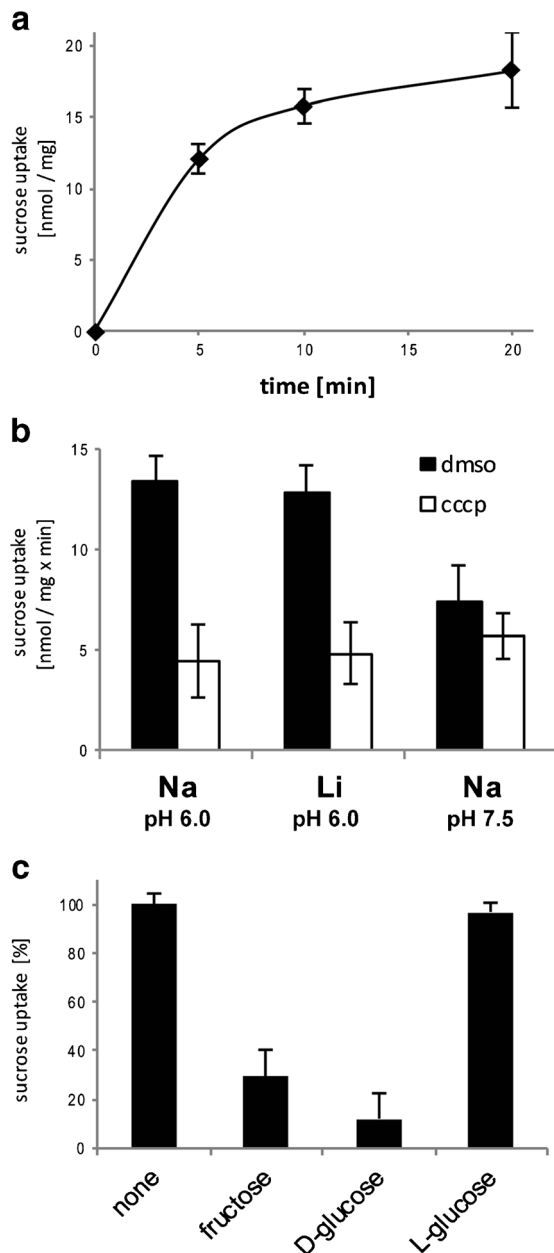 a
sucrose uptake
[nmol / mg]
20
15
10
5
0
0 5 10 15 20
time [min]
b
sucrose uptake
[nmol / mg x min]
15
10
5
0
dmso
cccp
Na Li Na
pH 6.0 pH 6.0 pH 7.5
c
sucrose uptake [%]
100
80
60
40
20
0
none
fructose
D-glucose
L-glucose